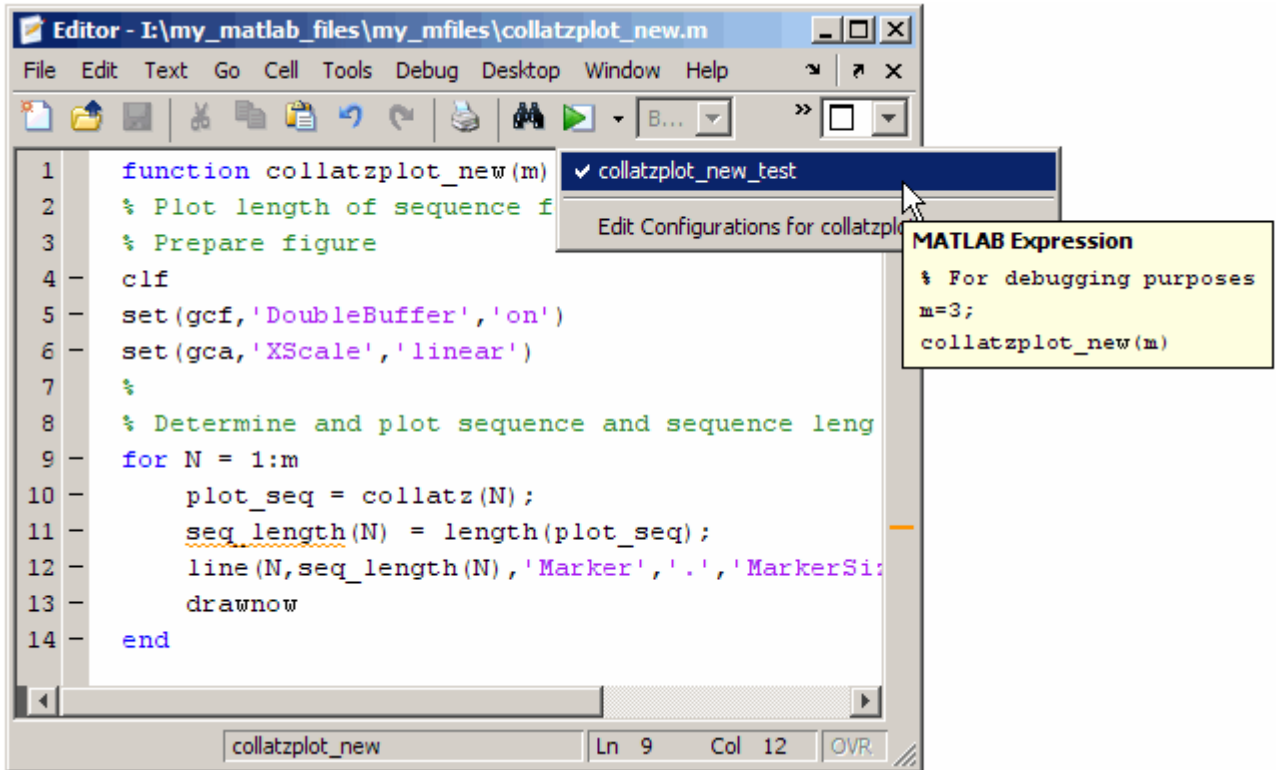 Editor - I:\my_matlab_files\my_mfiles\collatzplot_new.m
File Edit Text Go Cell Tools Debug Desktop Window Help
B...
1 function collatzplot_new(m)
✓ collatzplot_new_test
2 % Plot length of sequence f
Edit Configurations for collatzplo
3 % Prepare figure
MATLAB Expression
% For debugging purposes
m=3;
collatzplot_new(m)
4 - clf
5 - set(gcf,'DoubleBuffer','on')
6 - set(gca,'XScale','linear')
7 %
8 % Determine and plot sequence and sequence leng
9 - for N = 1:m
10 - plot_seq = collatz(N);
11 - seq_length(N) = length(plot_seq);
12 - line(N,seq_length(N),'Marker','.','MarkerSiz
13 - drawnow
14 - end
collatzplot_new Ln 9 Col 12 OVR